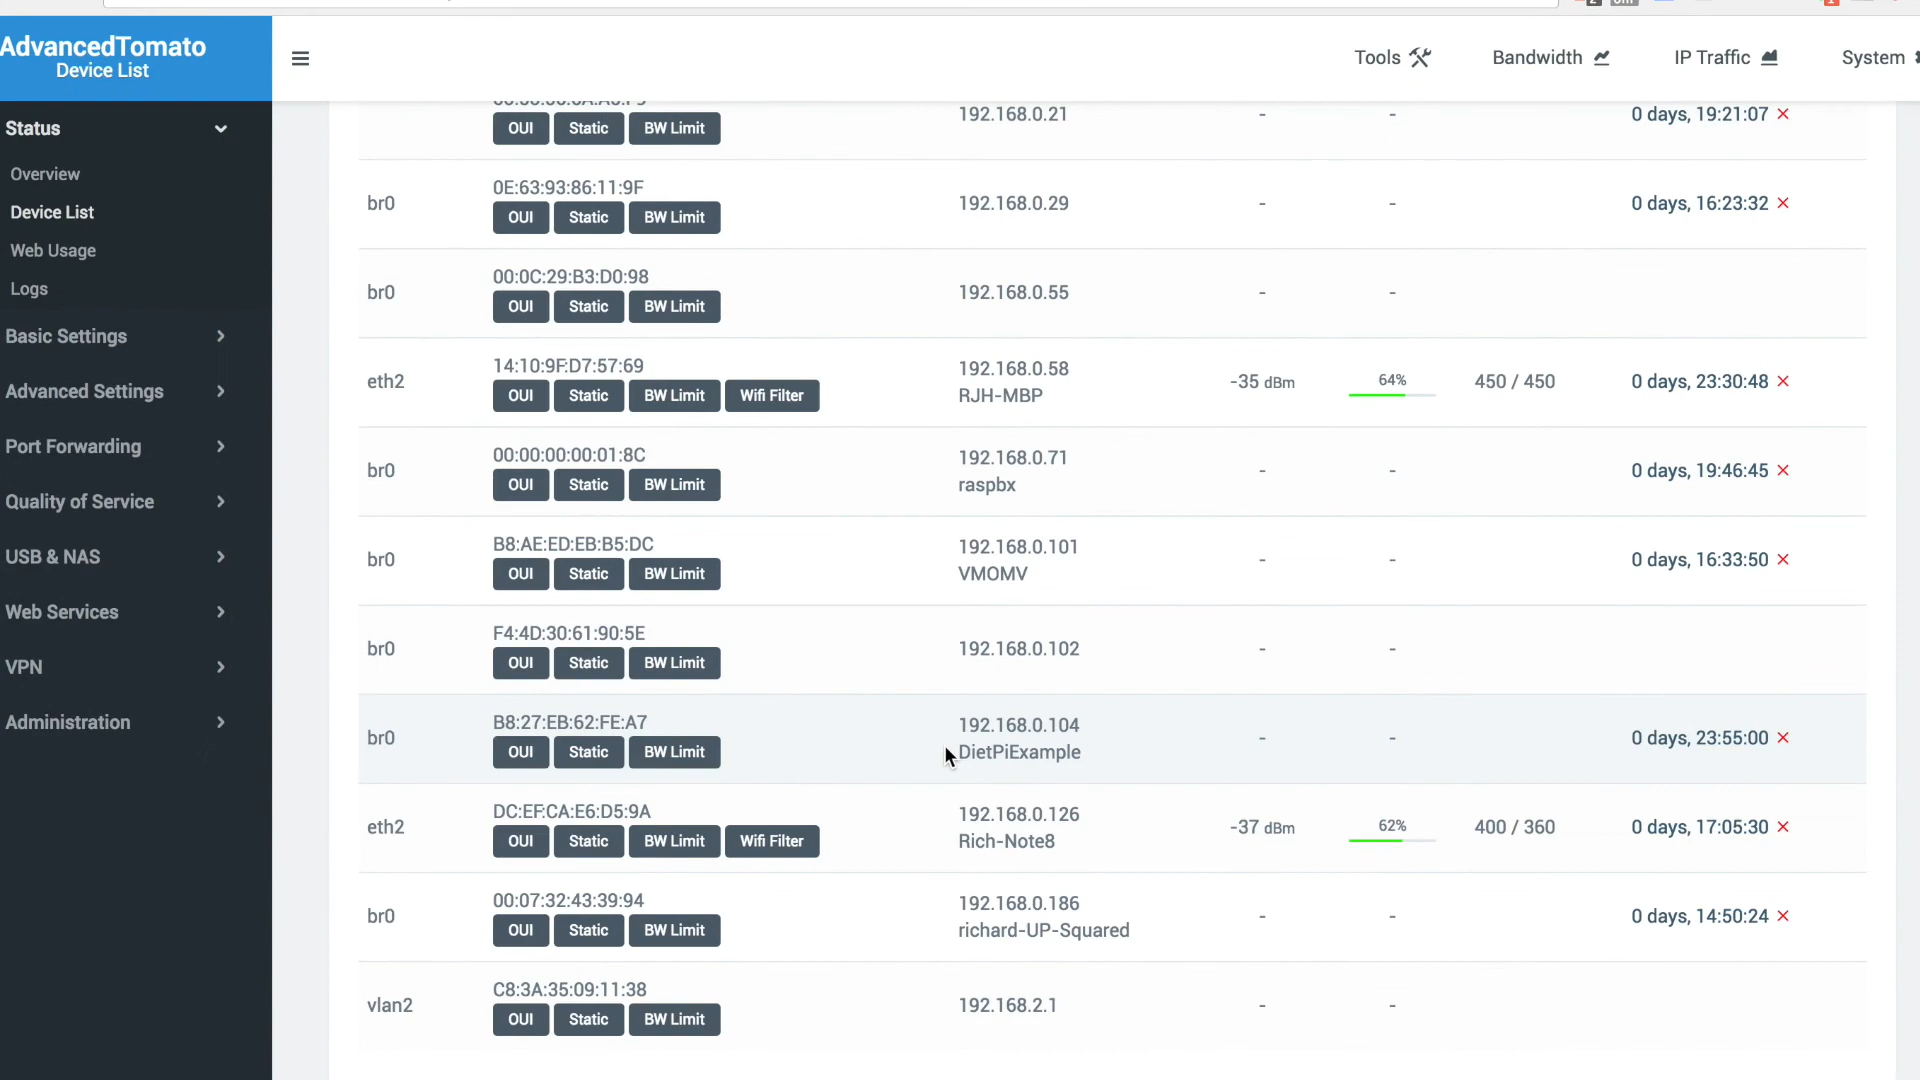 AdvancedTomato
Device List
Tools
Bandwidth
IP Traffic
System
Status
Overview
Device List
Web Usage
Logs
Basic Settings
Advanced Settings
Port Forwarding
Quality of Service
USB & NAS
Web Services
VPN
Administration
192.168.0.21 - - 0 days, 19:21:07 ×
OUI Static BW Limit
br0 0E:63:93:86:11:9F 192.168.0.29 - - 0 days, 16:23:32 ×
OUI Static BW Limit
br0 00:0C:29:B3:D0:98 192.168.0.55 - -
OUI Static BW Limit
eth2 14:10:9F:D7:57:69 192.168.0.58 -35 dBm 64% 450 / 450 0 days, 23:30:48 ×
RJH-MBP
OUI Static BW Limit Wifi Filter
br0 00:00:00:00:01:8C 192.168.0.71 - - 0 days, 19:46:45 ×
raspbx
OUI Static BW Limit
br0 B8:AE:ED:EB:B5:DC 192.168.0.101 - - 0 days, 16:33:50 ×
VMOMV
OUI Static BW Limit
br0 F4:4D:30:61:90:5E 192.168.0.102 - -
OUI Static BW Limit
br0 B8:27:EB:62:FE:A7 192.168.0.104 - - 0 days, 23:55:00 ×
DietPiExample
OUI Static BW Limit
eth2 DC:EF:CA:E6:D5:9A 192.168.0.126 -37 dBm 62% 400 / 360 0 days, 17:05:30 ×
Rich-Note8
OUI Static BW Limit Wifi Filter
br0 00:07:32:43:39:94 192.168.0.186 - - 0 days, 14:50:24 ×
richard-UP-Squared
OUI Static BW Limit
vlan2 C8:3A:35:09:11:38 192.168.2.1 - -
OUI Static BW Limit